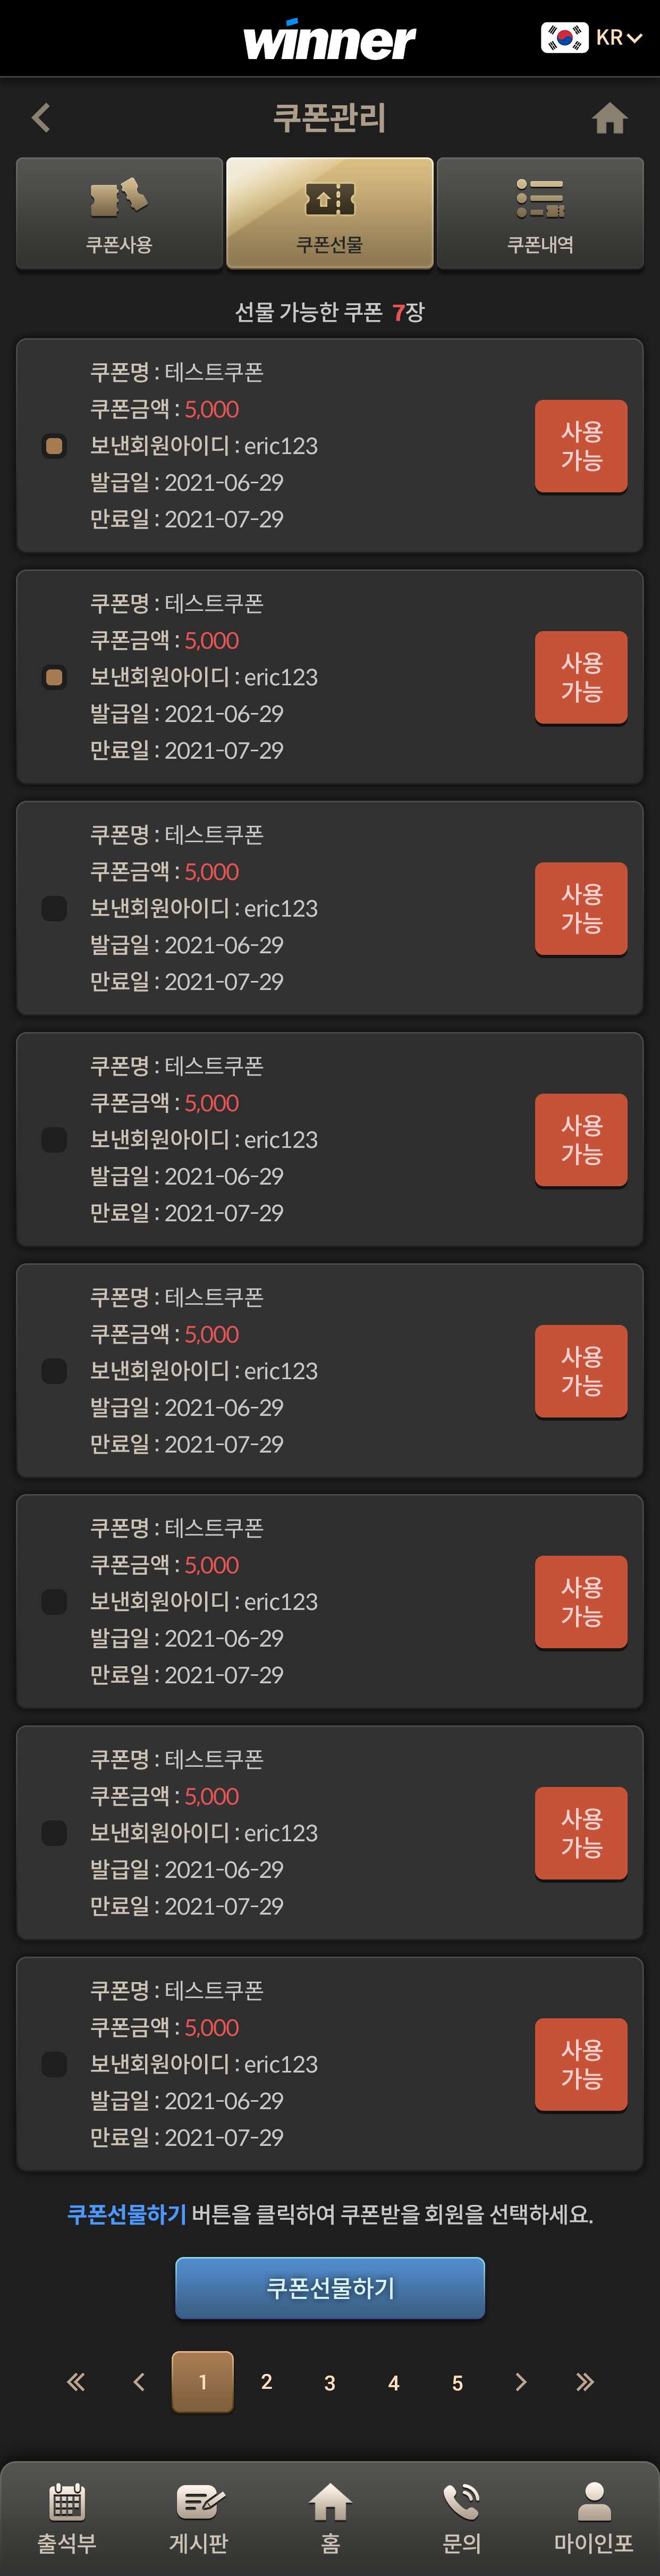 winner
KR
쿠폰관리
쿠폰사용
쿠폰선물
쿠폰내역
선물 가능한 쿠폰 7장
쿠폰명 : 테스트쿠폰
쿠폰금액 : 5,000
보낸회원아이디 : eric123
발급일 : 2021-06-29
만료일 : 2021-07-29
사용
가능
쿠폰명 : 테스트쿠폰
쿠폰금액 : 5,000
보낸회원아이디 : eric123
발급일 : 2021-06-29
만료일 : 2021-07-29
사용
가능
쿠폰명 : 테스트쿠폰
쿠폰금액 : 5,000
보낸회원아이디 : eric123
발급일 : 2021-06-29
만료일 : 2021-07-29
사용
가능
쿠폰명 : 테스트쿠폰
쿠폰금액 : 5,000
보낸회원아이디 : eric123
발급일 : 2021-06-29
만료일 : 2021-07-29
사용
가능
쿠폰명 : 테스트쿠폰
쿠폰금액 : 5,000
보낸회원아이디 : eric123
발급일 : 2021-06-29
만료일 : 2021-07-29
사용
가능
쿠폰명 : 테스트쿠폰
쿠폰금액 : 5,000
보낸회원아이디 : eric123
발급일 : 2021-06-29
만료일 : 2021-07-29
사용
가능
쿠폰명 : 테스트쿠폰
쿠폰금액 : 5,000
보낸회원아이디 : eric123
발급일 : 2021-06-29
만료일 : 2021-07-29
사용
가능
쿠폰명 : 테스트쿠폰
쿠폰금액 : 5,000
보낸회원아이디 : eric123
발급일 : 2021-06-29
만료일 : 2021-07-29
사용
가능
쿠폰선물하기 버튼을 클릭하여 쿠폰받을 회원을 선택하세요.
쿠폰선물하기
1 2 3 4 5
출석부 게시판 홈 문의 마이인포